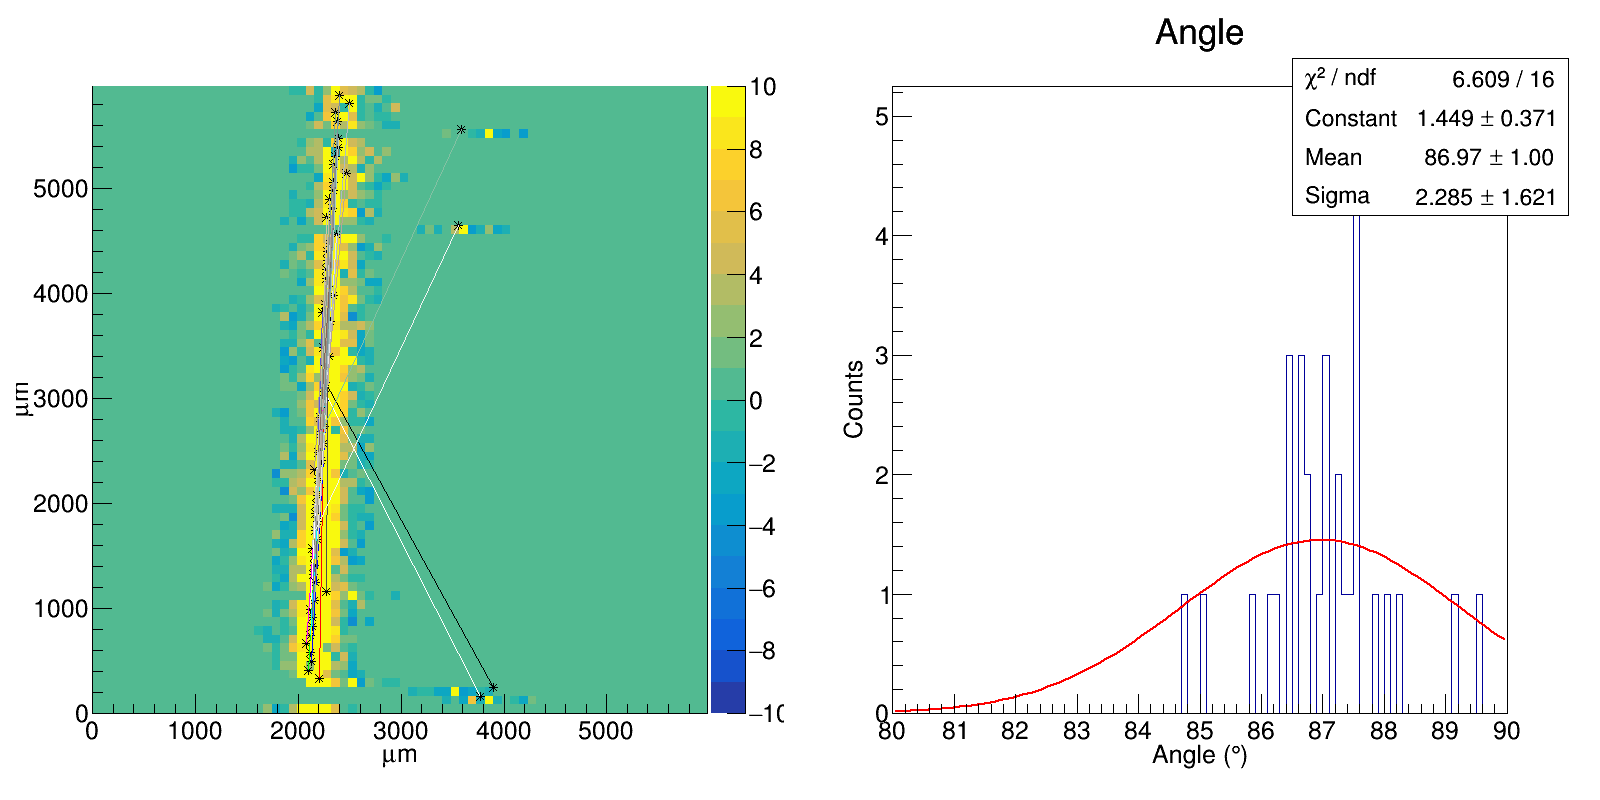 Angle
χ² / ndf 6.609 / 16
Constant 1.449 ± 0.371
Mean 86.97 ± 1.00
Sigma 2.285 ± 1.621
5000
4000
3000
2000
1000
0
μm
0 1000 2000 3000 4000 5000
μm
10
8
6
4
2
0
−2
−4
−6
−8
−10
5
4
3
2
1
0
Counts
80 81 82 83 84 85 86 87 88 89 90
Angle (°)